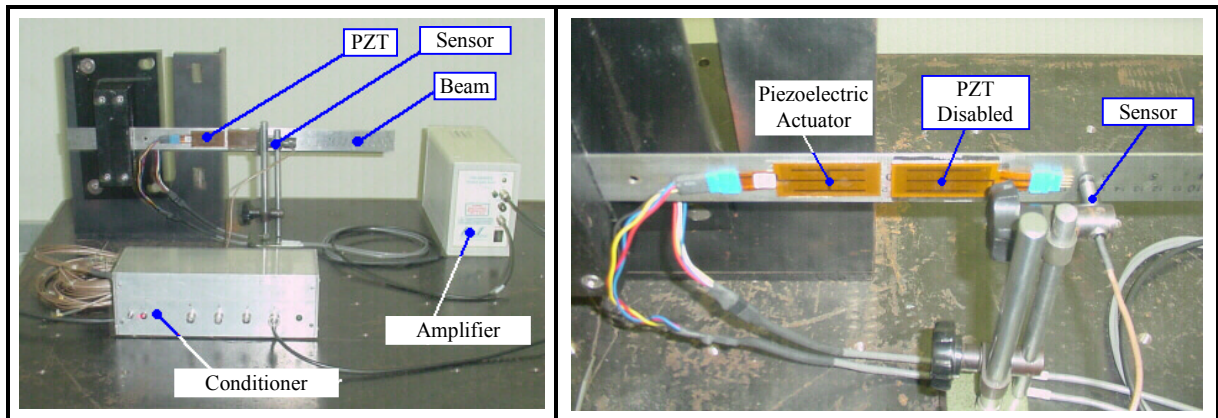 PZT
Sensor
Beam
Amplifier
Conditioner
Piezoelectric
Actuator
PZT
Disabled
Sensor